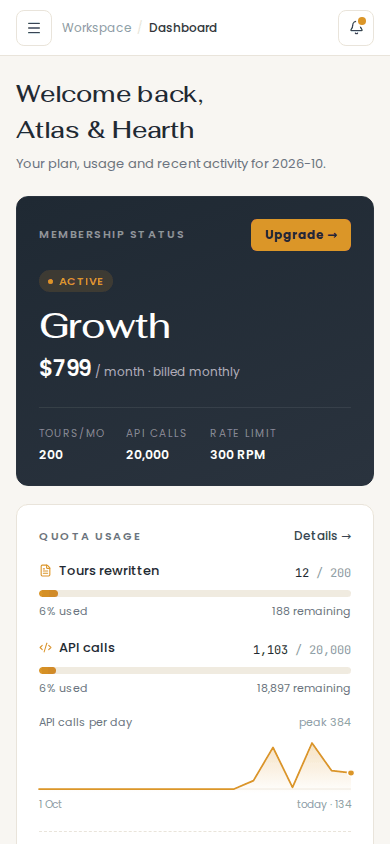 Workspace / Dashboard
Welcome back,
Atlas & Hearth
Your plan, usage and recent activity for 2026-10.
MEMBERSHIP STATUS
Upgrade →
ACTIVE
Growth
$799 / month · billed monthly
TOURS/MO API CALLS RATE LIMIT
200 20,000 300 RPM
QUOTA USAGE Details →
Tours rewritten 12 / 200
6% used 188 remaining
API calls 1,103 / 20,000
6% used 18,897 remaining
API calls per day peak 384
1 Oct today · 134